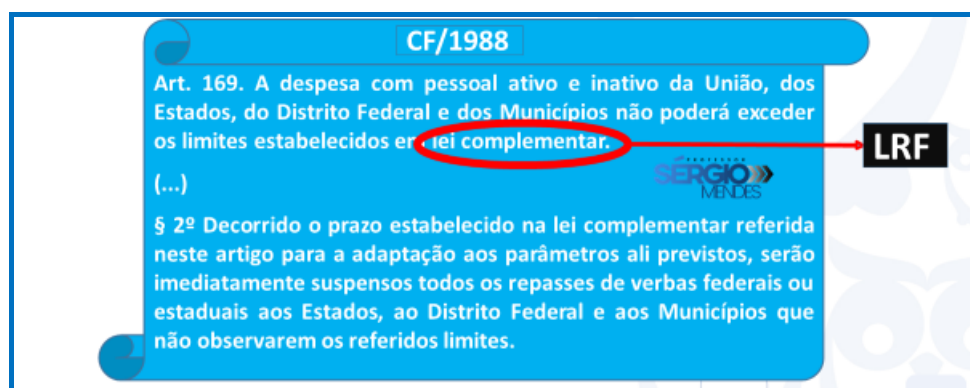 CF/1988
Art. 169. A despesa com pessoal ativo e inativo da União, dos
Estados, do Distrito Federal e dos Municípios não poderá exceder
os limites estabelecidos em lei complementar.
LRF
(...)
PROFESSOR
SÉRGIO
MENDES
§ 2º Decorrido o prazo estabelecido na lei complementar referida
neste artigo para a adaptação aos parâmetros ali previstos, serão
imediatamente suspensos todos os repasses de verbas federais ou
estaduais aos Estados, ao Distrito Federal e aos Municípios que
não observarem os referidos limites.